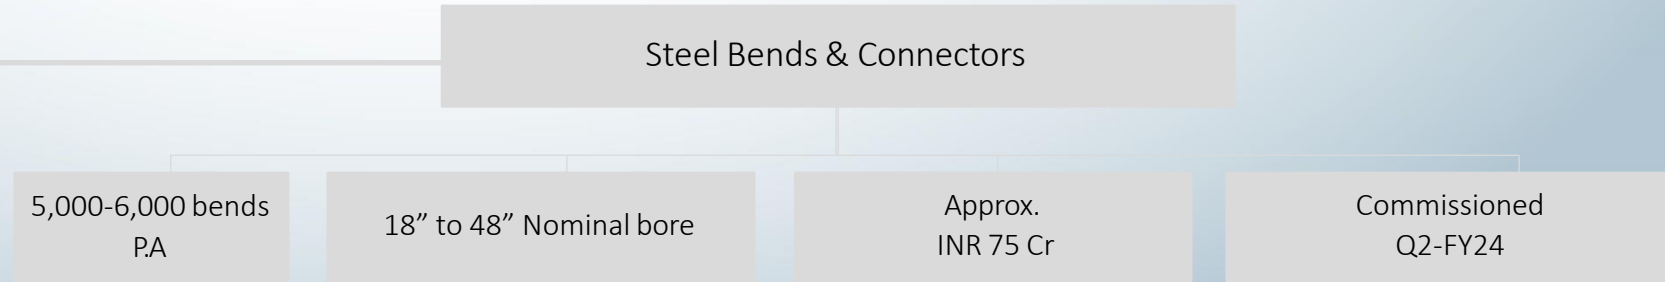 Steel Bends & Connectors
5,000-6,000 bends
P.A
18” to 48” Nominal bore
Approx.
INR 75 Cr
Commissioned
Q2-FY24